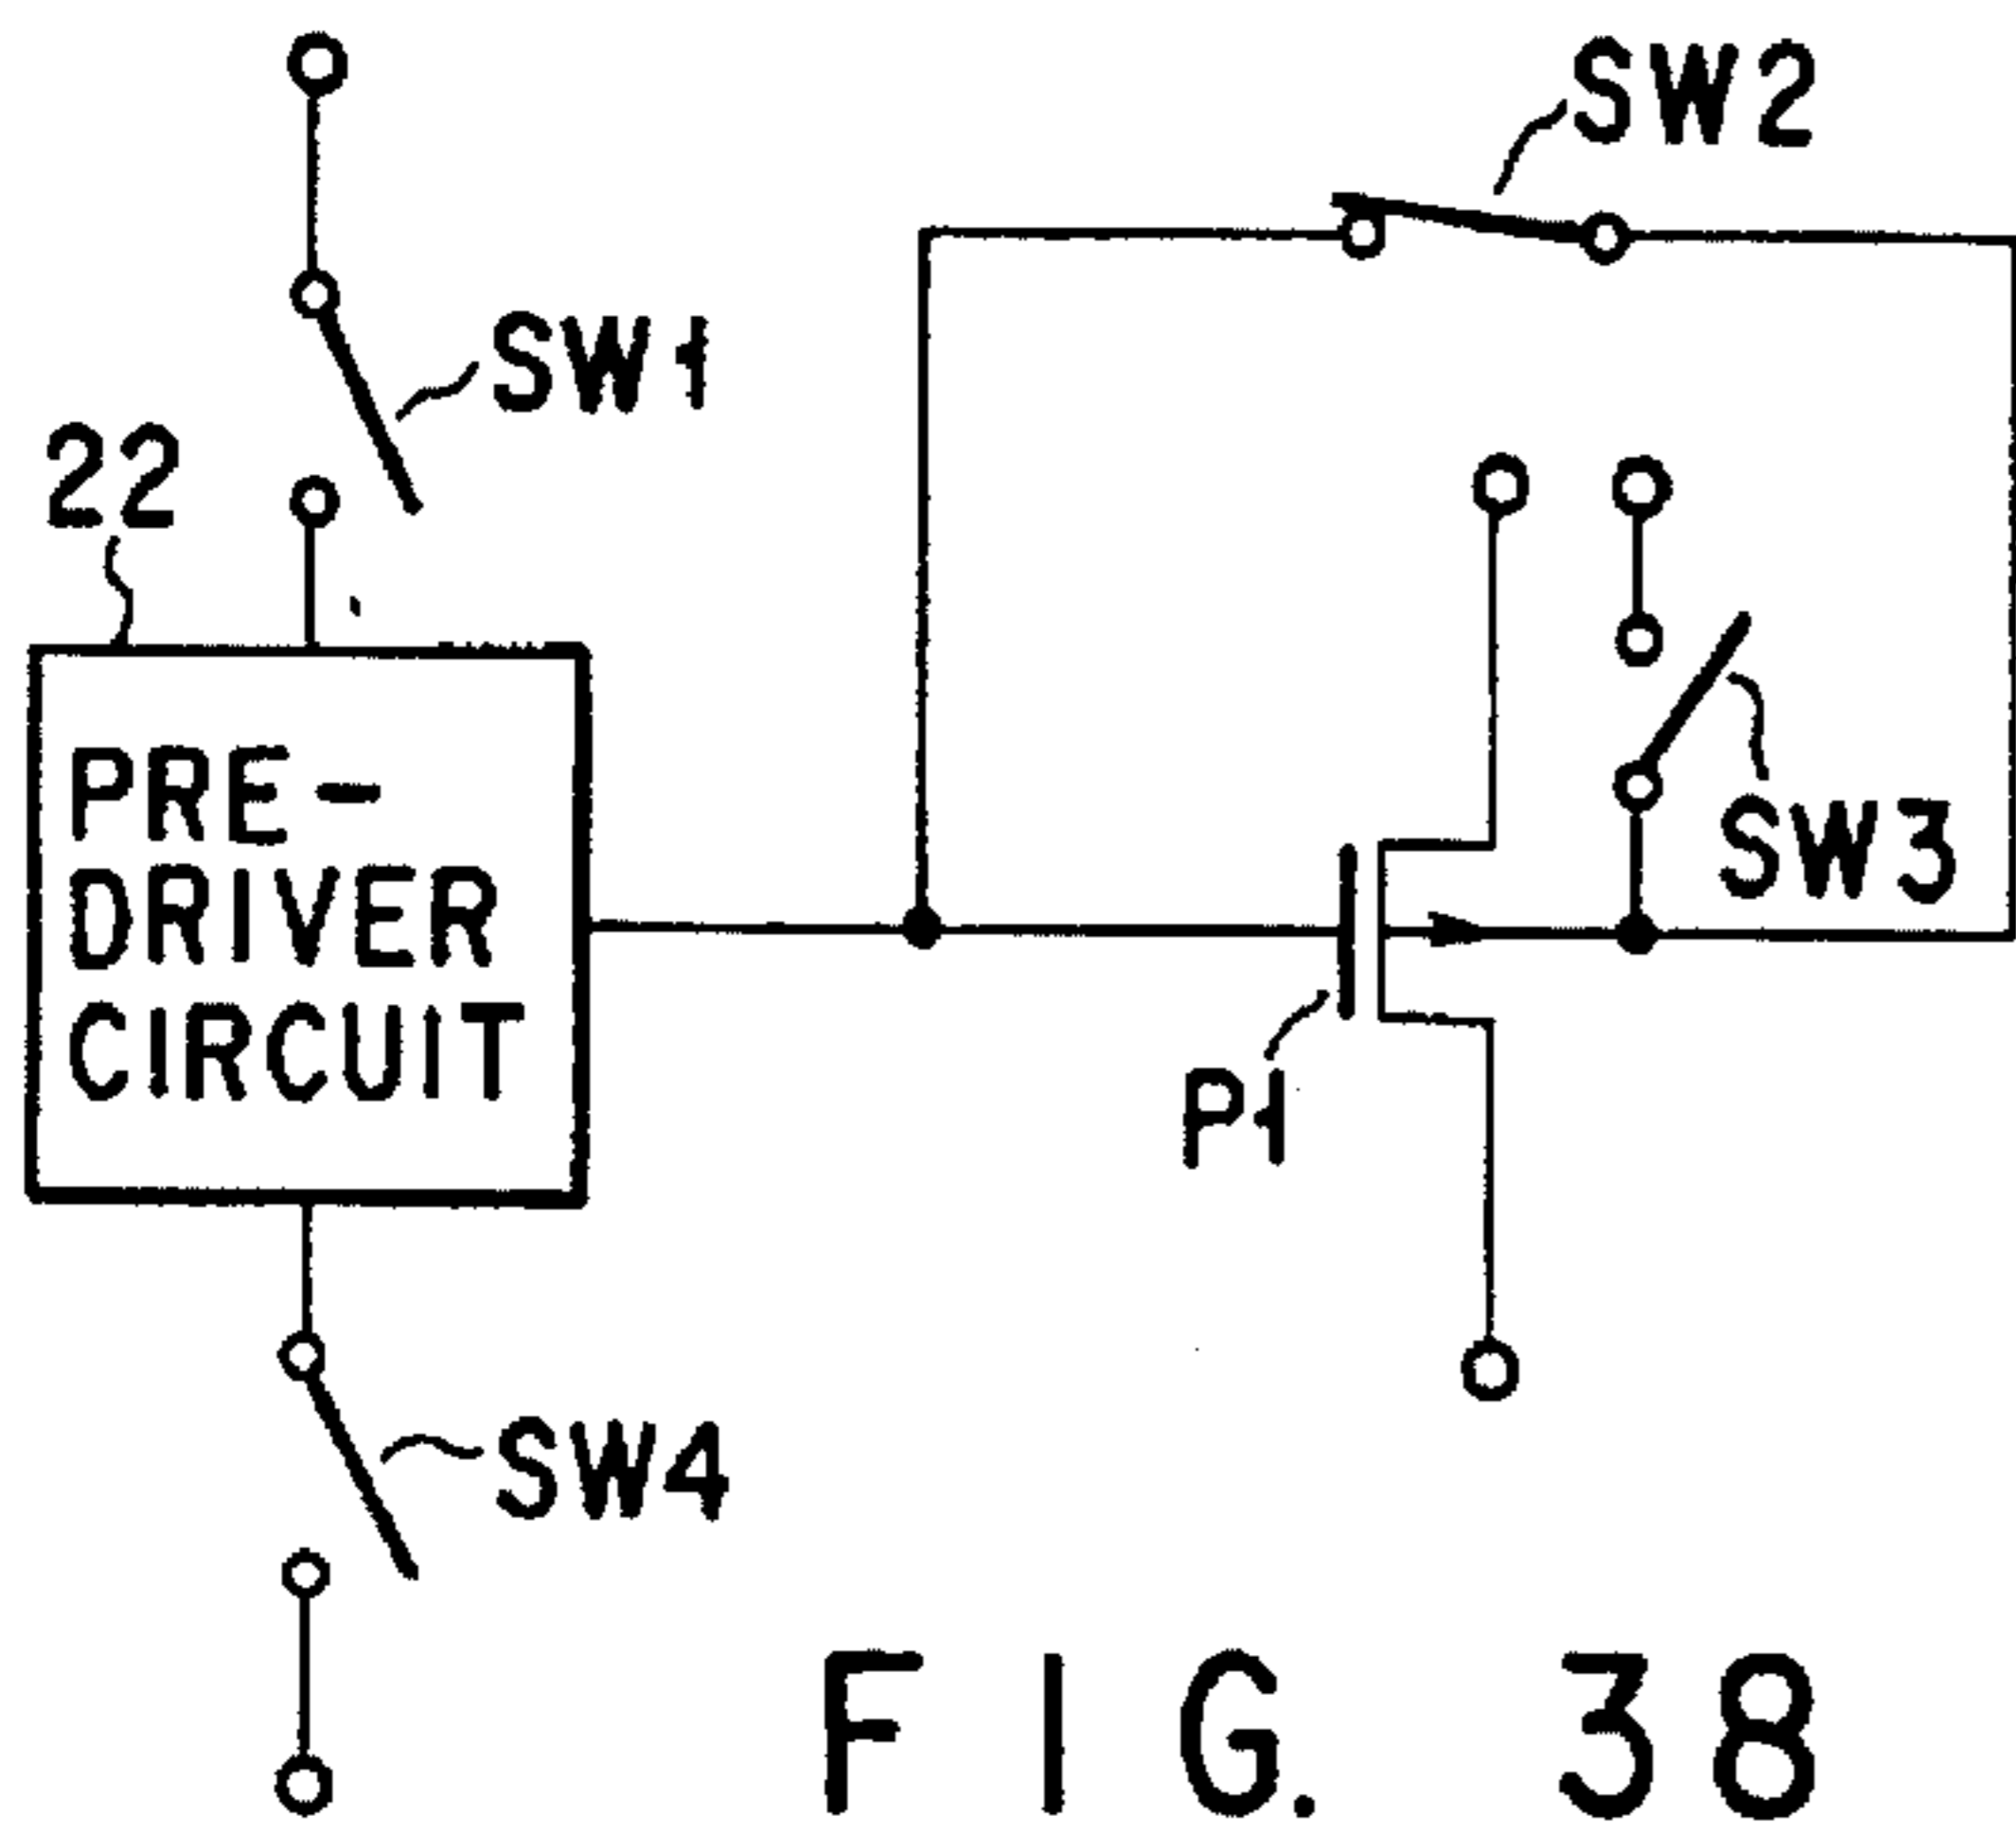 SW2
SW1
22
PRE-
DRIVER
CIRCUIT
SW3
P1
SW4
FIG. 38